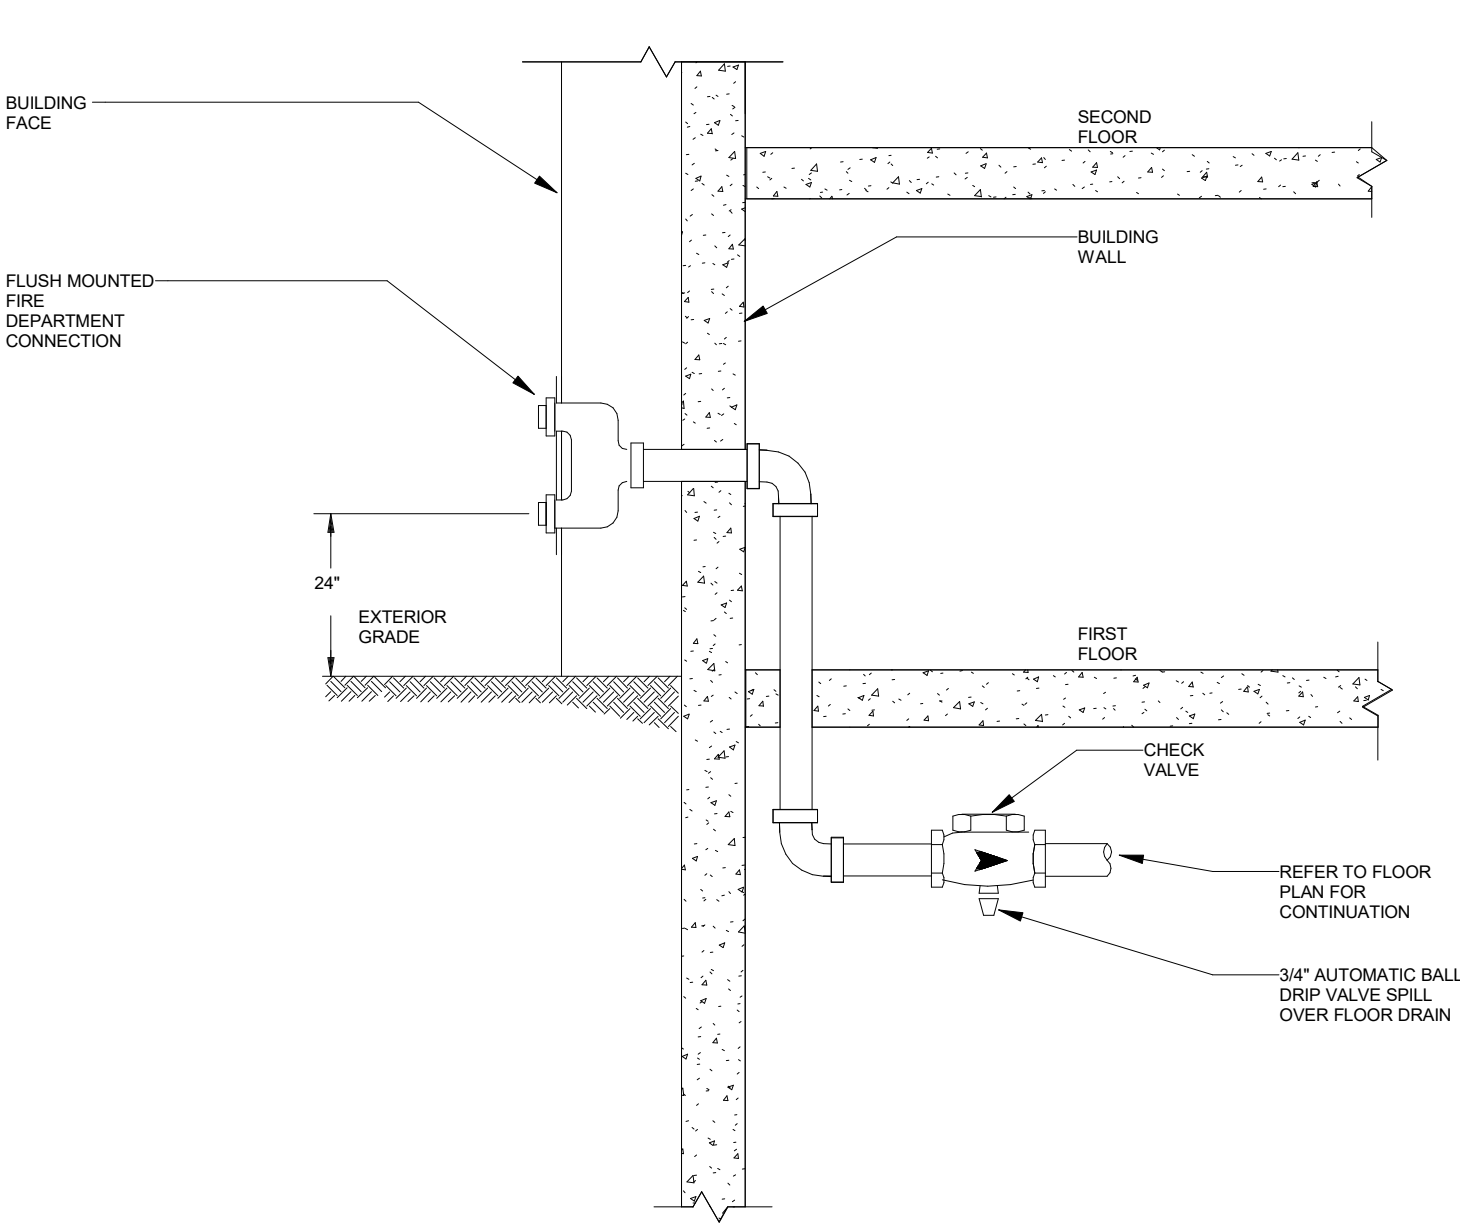 BUILDING
FACE
SECOND
FLOOR
BUILDING
WALL
FLUSH MOUNTED
FIRE
DEPARTMENT
CONNECTION
24"
EXTERIOR
GRADE
FIRST
FLOOR
CHECK
VALVE
REFER TO FLOOR
PLAN FOR
CONTINUATION
3/4" AUTOMATIC BALL
DRIP VALVE SPILL
OVER FLOOR DRAIN